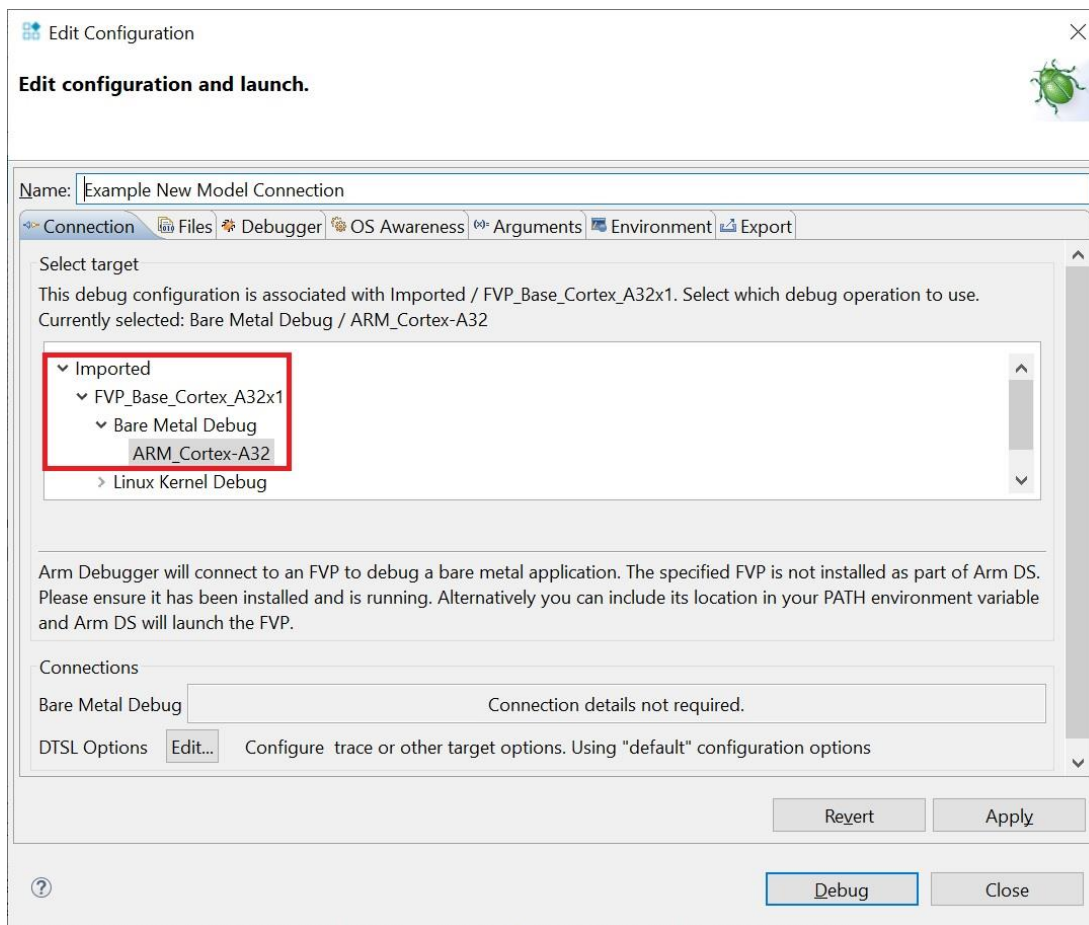 Edit Configuration
Edit configuration and launch.
Name: Example New Model Connection
Connection Files Debugger OS Awareness Arguments Environment Export
Select target
This debug configuration is associated with Imported / FVP_Base_Cortex_A32x1. Select which debug operation to use.
Currently selected: Bare Metal Debug / ARM_Cortex-A32
Imported
FVP_Base_Cortex_A32x1
Bare Metal Debug
ARM_Cortex-A32
Linux Kernel Debug
Arm Debugger will connect to an FVP to debug a bare metal application. The specified FVP is not installed as part of Arm DS.
Please ensure it has been installed and is running. Alternatively you can include its location in your PATH environment variable
and Arm DS will launch the FVP.
Connections
Bare Metal Debug Connection details not required.
DTSL Options Edit... Configure trace or other target options. Using "default" configuration options
Revert Apply
Debug Close